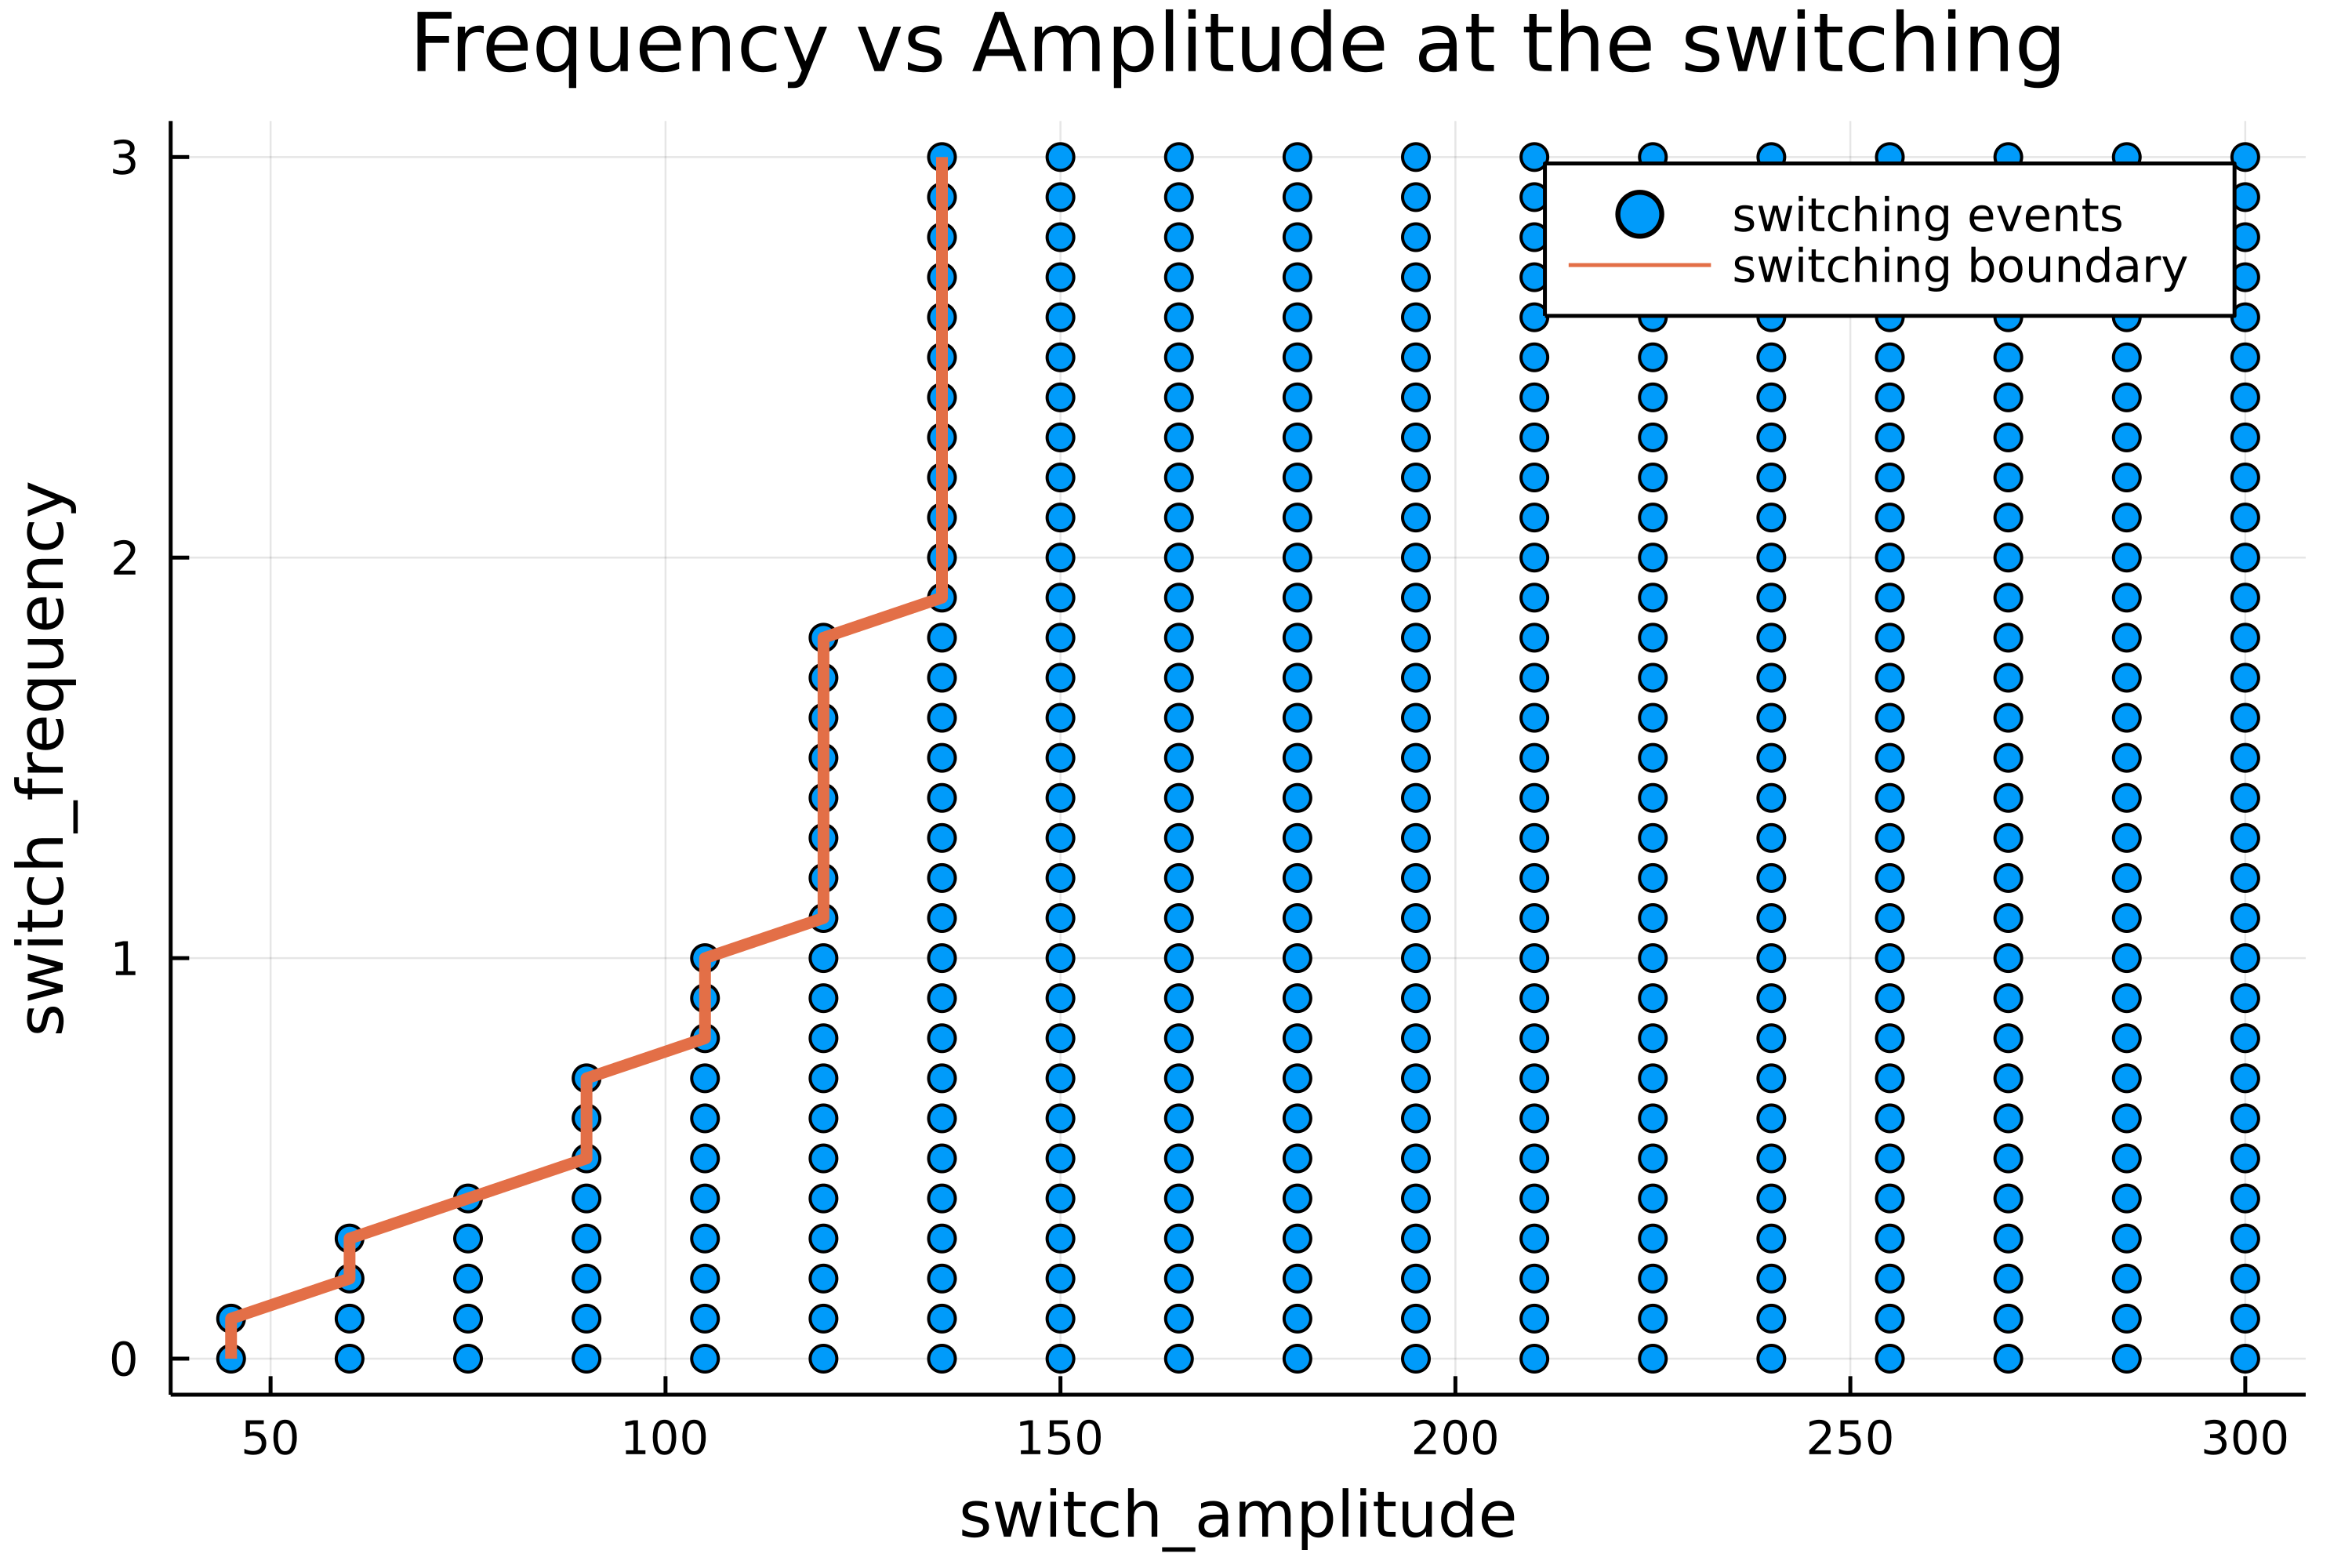 Frequency vs Amplitude at the switching
switching events
switching boundary
switch_frequency
3
2
1
0
50 100 150 200 250 300
switch_amplitude